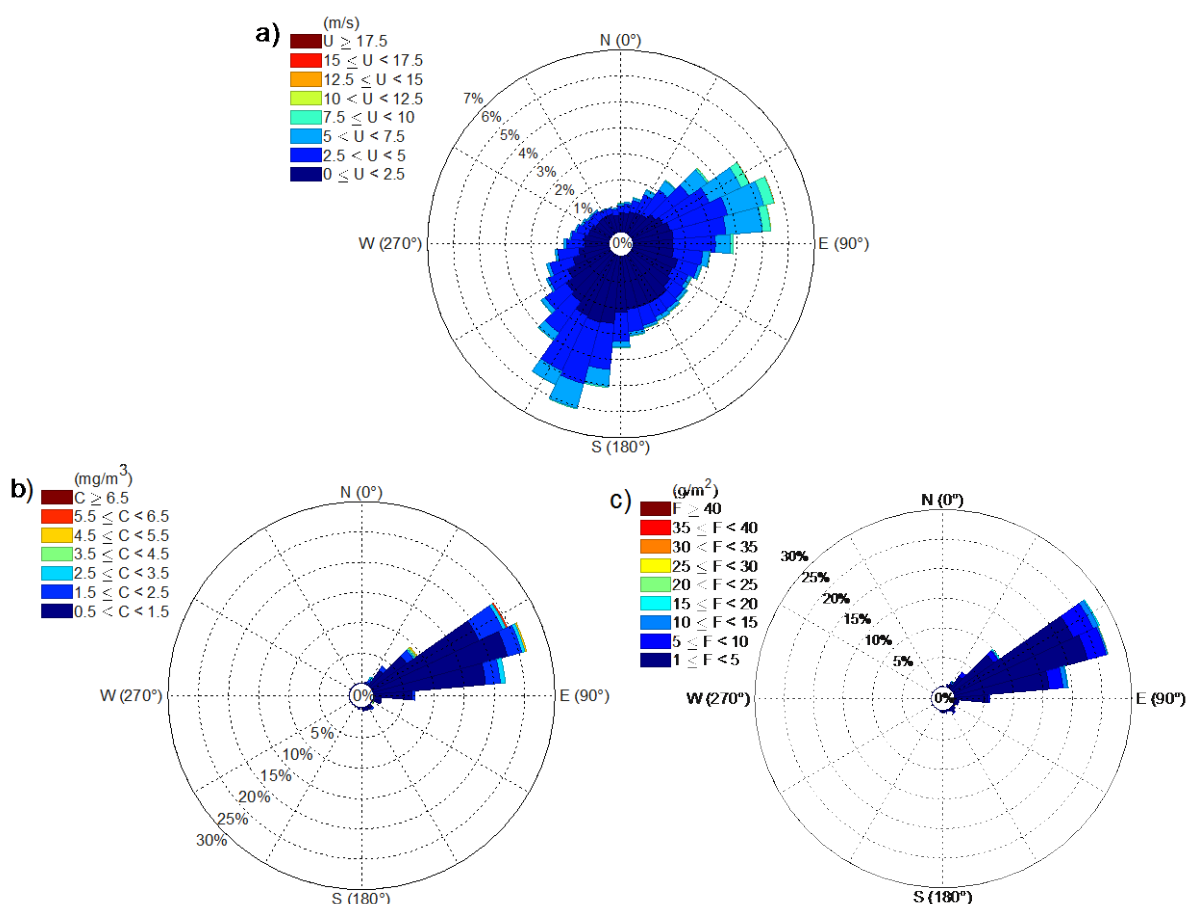 a)
(m/s)
U ≥ 17.5
15 ≤ U < 17.5
12.5 ≤ U < 15
10 < U < 12.5
7.5 ≤ U < 10
5 < U < 7.5
2.5 < U < 5
0 ≤ U < 2.5
N (0°)
7%
6%
5%
4%
3%
2%
1%
0%
W (270°)
E (90°)
S (180°)
b)
(mg/m³)
C ≥ 6.5
5.5 ≤ C < 6.5
4.5 ≤ C < 5.5
3.5 ≤ C < 4.5
2.5 ≤ C < 3.5
1.5 ≤ C < 2.5
0.5 < C < 1.5
N (0°)
W (270°)
0%
E (90°)
5%
10%
15%
20%
25%
30%
S (180°)
c)
(g/m²)
F ≥ 40
35 ≤ F < 40
30 ≤ F < 35
25 ≤ F < 30
20 ≤ F < 25
15 ≤ F < 20
10 ≤ F < 15
5 ≤ F < 10
1 ≤ F < 5
N (0°)
30%
25%
20%
15%
10%
5%
0%
W (270°)
E (90°)
S (180°)